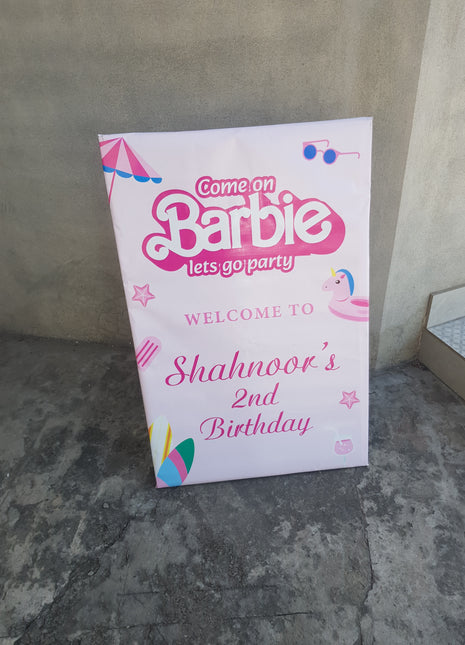 Come on
Barbie
lets go party
WELCOME TO
Shahnoor's
2nd
Birthday